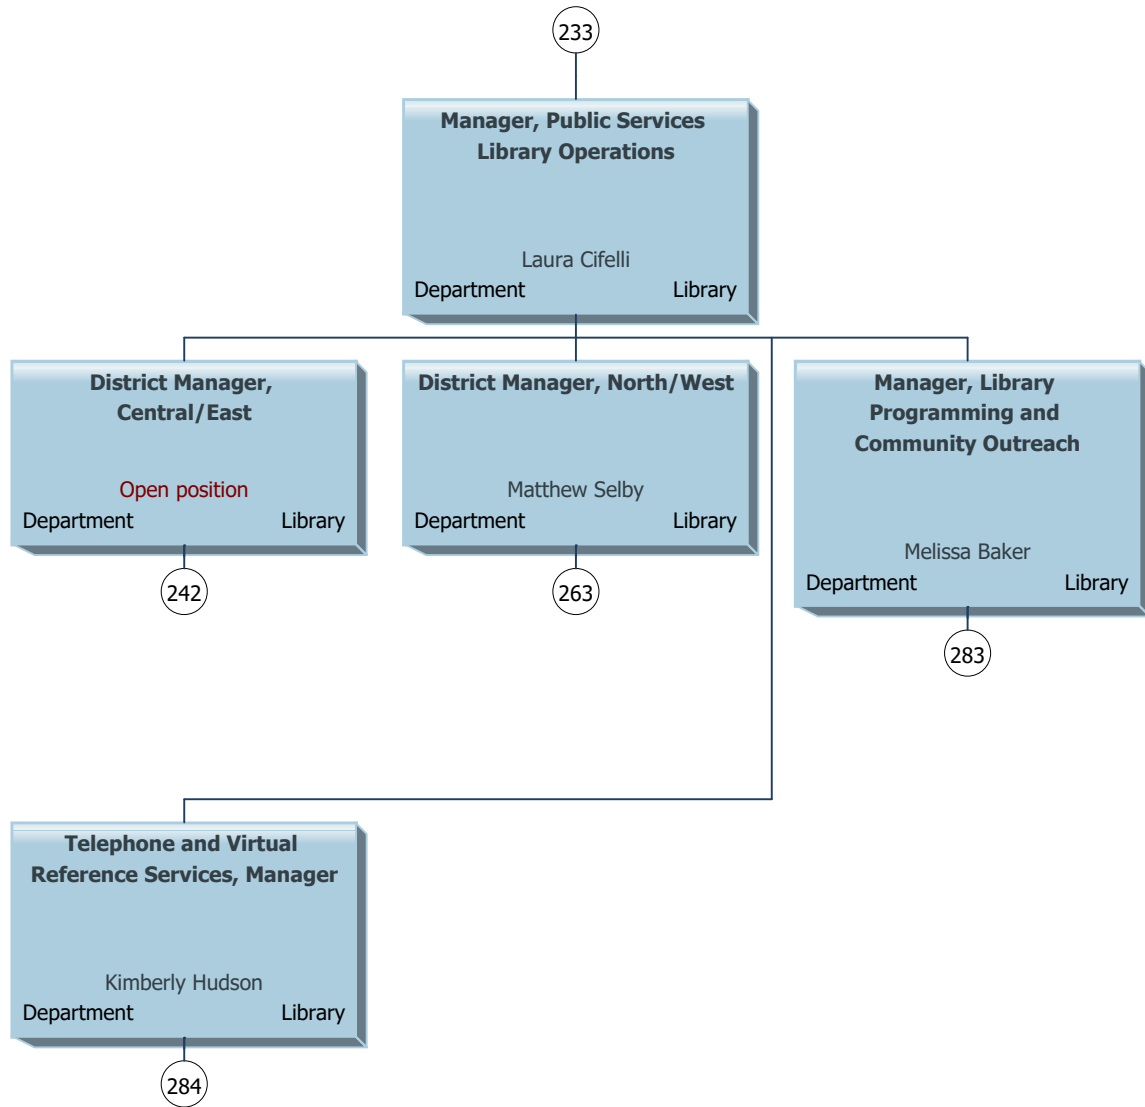 233
Manager, Public Services
Library Operations
Laura Cifelli
Department Library
District Manager,
Central/East
Open position
Department Library
242
District Manager, North/West
Matthew Selby
Department Library
263
Manager, Library
Programming and
Community Outreach
Melissa Baker
Department Library
283
Telephone and Virtual
Reference Services, Manager
Kimberly Hudson
Department Library
284